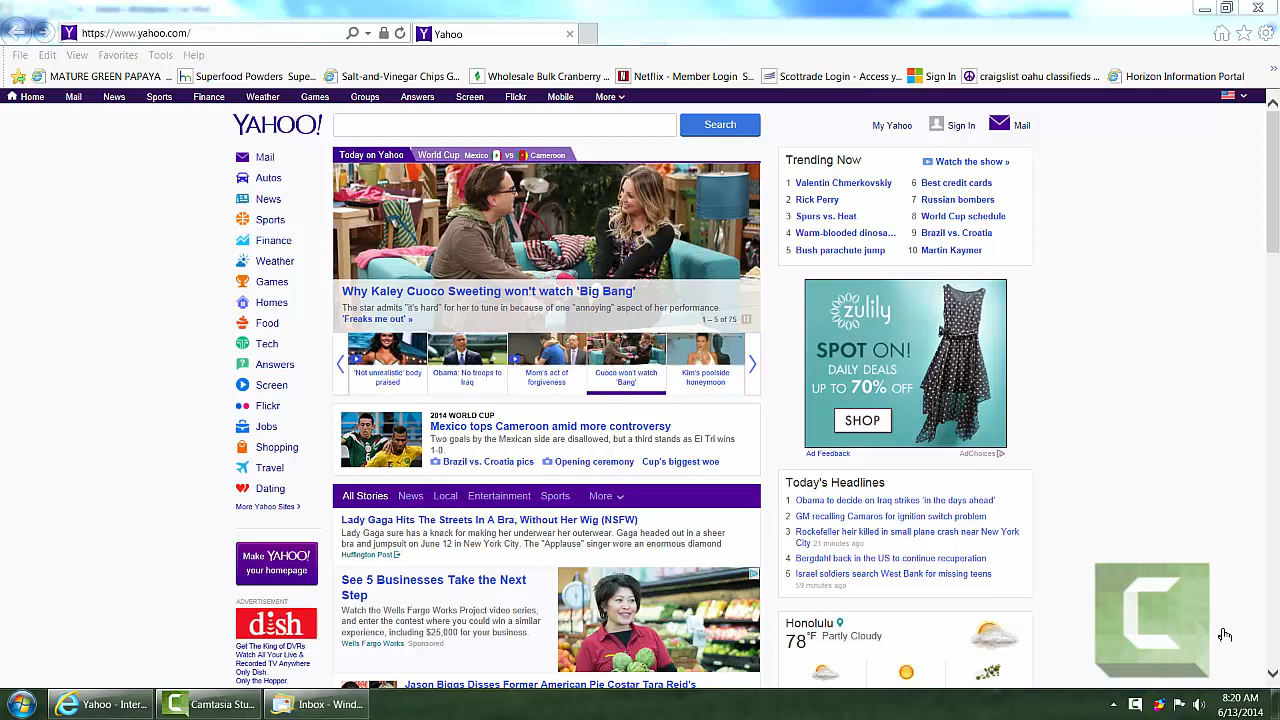 https://www.yahoo.com/
Yahoo
File Edit View Favorites Tools Help
MATURE GREEN PAPAYA ... Superfood Powders Supe... Salt-and-Vinegar Chips G... Wholesale Bulk Cranberry ... Netflix - Member Login S... Scottrade Login - Access y... Sign In craigslist oahu classifieds ... Horizon Information Portal
Home Mail News Sports Finance Weather Games Groups Answers Screen Flickr Mobile More
YAHOO!
Search
My Yahoo Sign In Mail
Mail
Autos
News
Sports
Finance
Weather
Games
Homes
Food
Tech
Answers
Screen
Flickr
Jobs
Shopping
Travel
Dating
More Yahoo Sites >
Make YAHOO!
your homepage
ADVERTISEMENT
dish
Get The King of DVRs
Watch All Your Live &
Recorded TV Anywhere
Only Dish.
Only the Hopper.
Today on Yahoo World Cup Mexico VS Cameroon
Why Kaley Cuoco Sweeting won't watch 'Big Bang'
The star admits "it's hard" for her to tune in because of one "annoying" aspect of her performance.
'Freaks me out' »
1 – 5 of 75
'Not unrealistic' body
praised
Obama: No troops to
Iraq
Mom's act of
forgiveness
Cuoco won't watch
'Bang'
Kim's poolside
honeymoon
2014 WORLD CUP
Mexico tops Cameroon amid more controversy
Two goals by the Mexican side are disallowed, but a third stands as El Tri wins
1-0.
Brazil vs. Croatia pics Opening ceremony Cup's biggest woe
All Stories News Local Entertainment Sports More
Lady Gaga Hits The Streets In A Bra, Without Her Wig (NSFW)
Lady Gaga sure has a knack for making her underwear her outerwear. Gaga headed out in a sheer
bra and jumpsuit on June 12 in New York City. The "Applause" singer wore an enormous diamond
Huffington Post
See 5 Businesses Take the Next
Step
Watch the Wells Fargo Works Project video series,
and enter the contest where you could win a similar
experience, including $25,000 for your business.
Wells Fargo Works Sponsored
Jason Biggs Disses Former American Pie Costar Tara Reid's
Trending Now Watch the show »
1 Valentin Chmerkovskiy
2 Rick Perry
3 Spurs vs. Heat
4 Warm-blooded dinosa...
5 Bush parachute jump
6 Best credit cards
7 Russian bombers
8 World Cup schedule
9 Brazil vs. Croatia
10 Martin Kaymer
zulily
SPOT ON!
DAILY DEALS
UP TO 70% OFF
SHOP
Ad Feedback AdChoices
Today's Headlines
1 Obama to decide on Iraq strikes 'in the days ahead'
2 GM recalling Camaros for ignition switch problem
3 Rockefeller heir killed in small plane crash near New York
City 21 minutes ago
4 Bergdahl back in the US to continue recuperation
5 Israel soldiers search West Bank for missing teens
59 minutes ago
Honolulu
78°F Partly Cloudy
C
Yahoo - Inter... Camtasia Stu... Inbox - Wind...
8:20 AM
6/13/2014